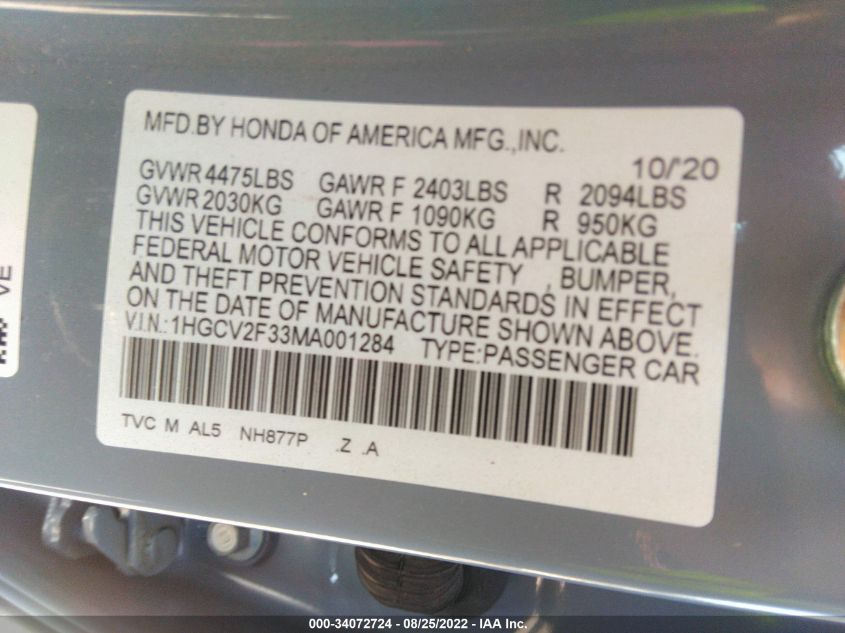 MFD.BY HONDA OF AMERICA MFG.,INC.
10/'20
GVWR 4475LBS GAWR F 2403LBS R 2094LBS
GVWR 2030KG GAWR F 1090KG R 950KG
THIS VEHICLE CONFORMS TO ALL APPLICABLE
FEDERAL MOTOR VEHICLE SAFETY , BUMPER,
AND THEFT PREVENTION STANDARDS IN EFFECT
ON THE DATE OF MANUFACTURE SHOWN ABOVE.
V.I.N.:1HGCV2F33MA001284 TYPE:PASSENGER CAR
TVC M AL5 NH877P .Z .A
VE
000-34072724 - 08/25/2022 - IAA Inc.